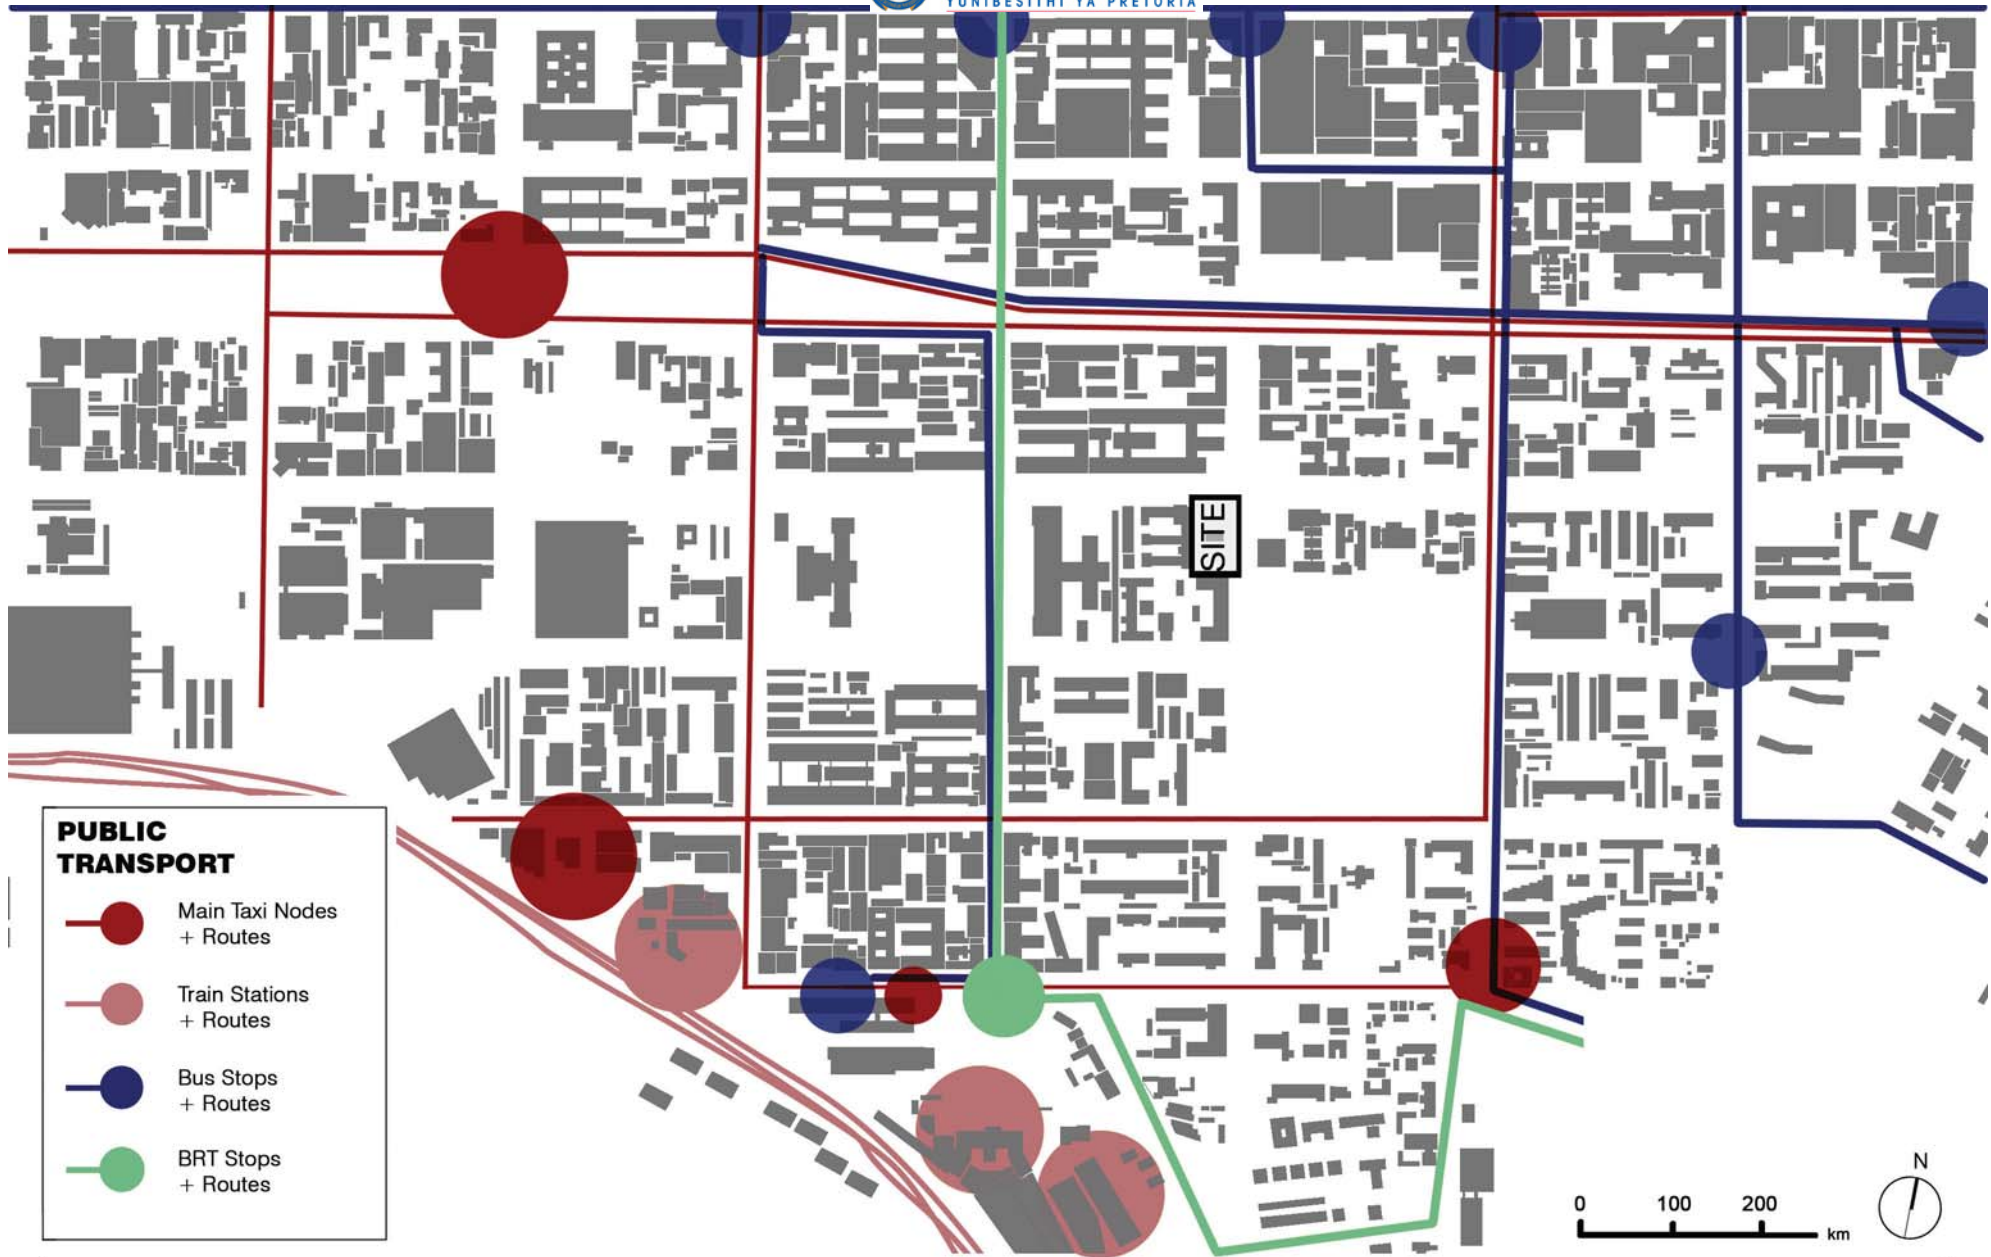 YUNIBESITHI YA PRETORIA
SITE
PUBLIC
TRANSPORT
Main Taxi Nodes
+ Routes
Train Stations
+ Routes
Bus Stops
+ Routes
BRT Stops
+ Routes
N
0 100 200
km